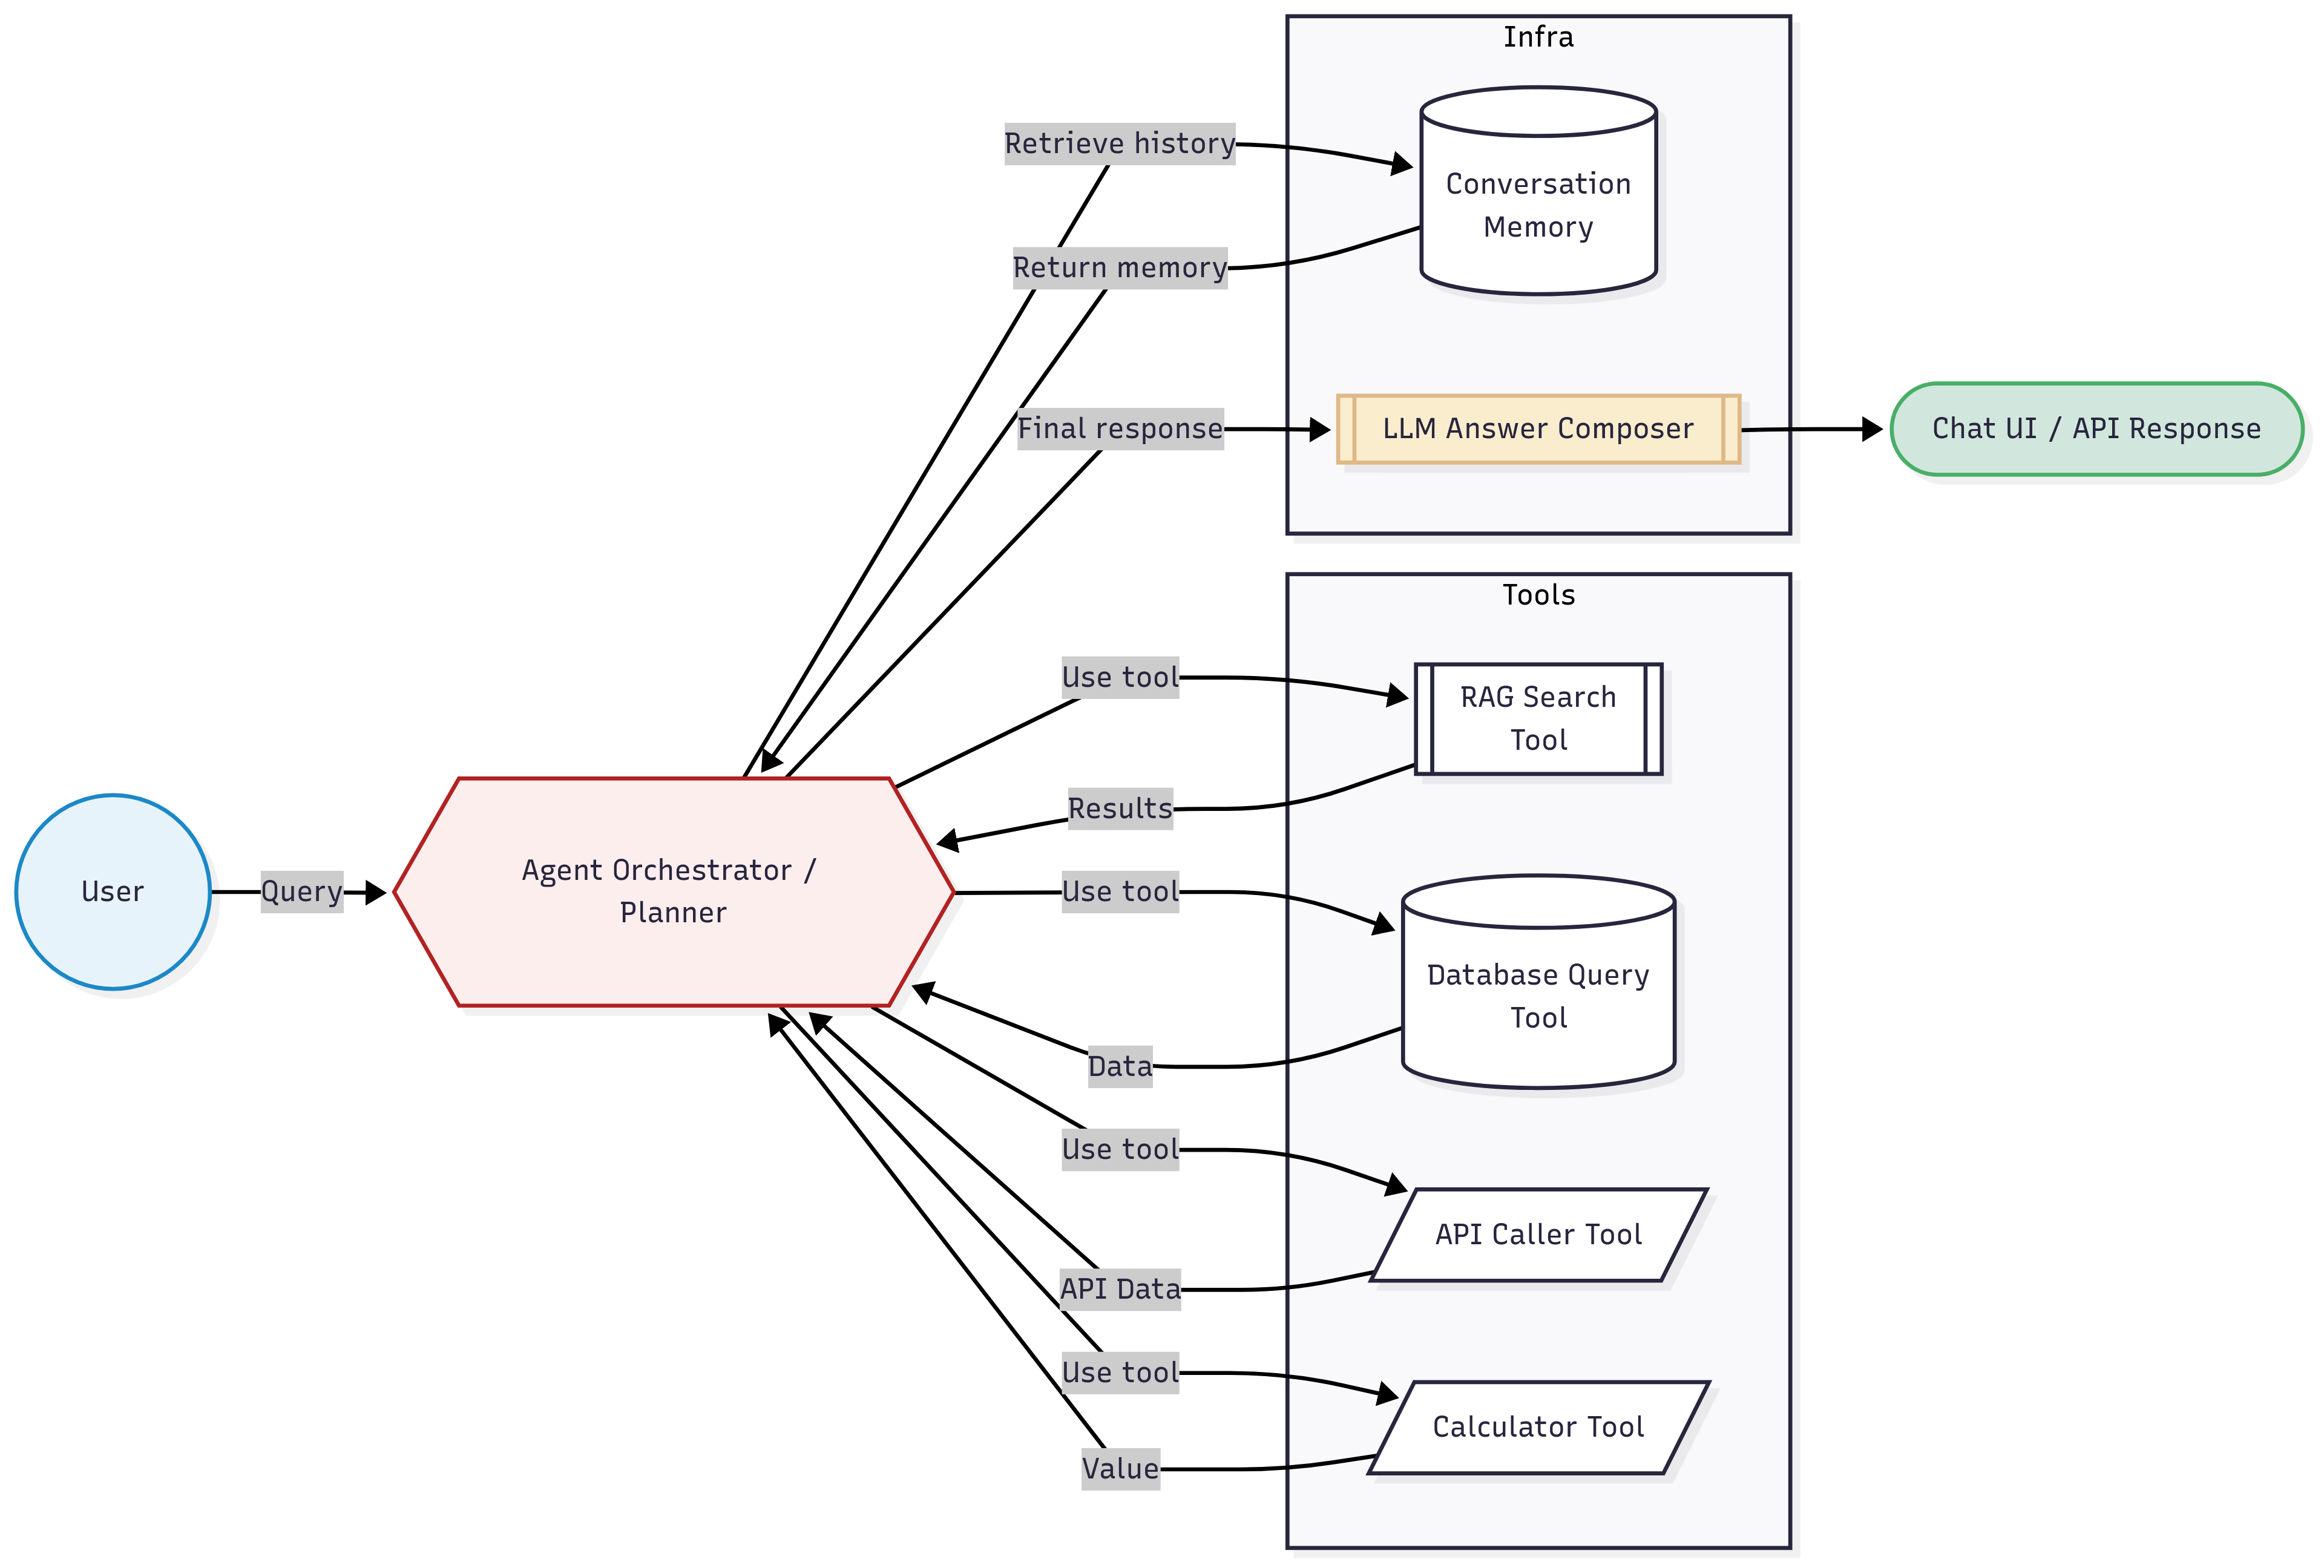 Infra
Retrieve history
Conversation
Memory
Return memory
Final response
LLM Answer Composer
Chat UI / API Response
Tools
Use tool
RAG Search
Tool
Results
User
Query
Agent Orchestrator /
Planner
Use tool
Database Query
Tool
Data
Use tool
API Caller Tool
API Data
Use tool
Calculator Tool
Value